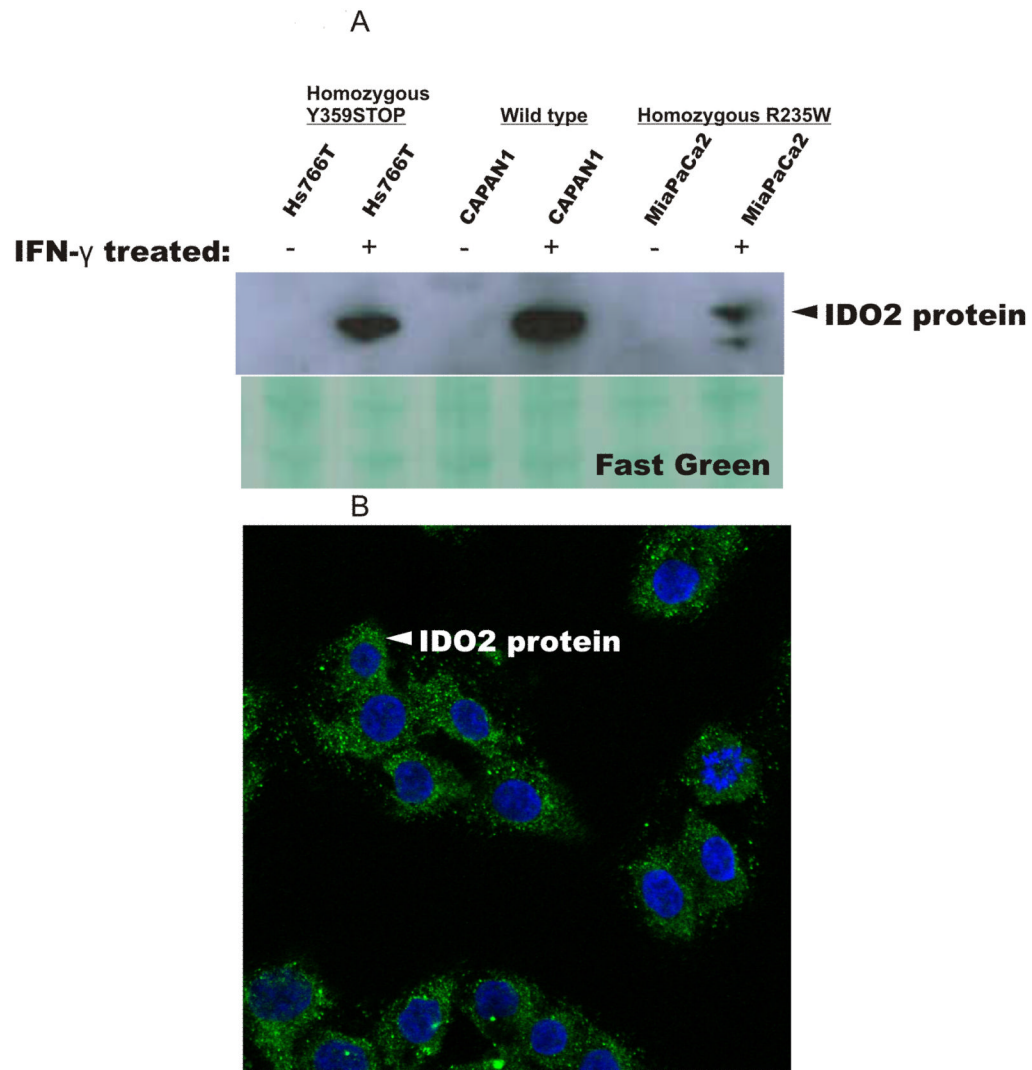 A
Homozygous
Y359STOP
Wild type
Homozygous R235W
Hs766T
Hs766T
CAPAN1
CAPAN1
MiaPaCa2
MiaPaCa2
IFN-γ treated:
- + - + - +
IDO2 protein
Fast Green
B
IDO2 protein